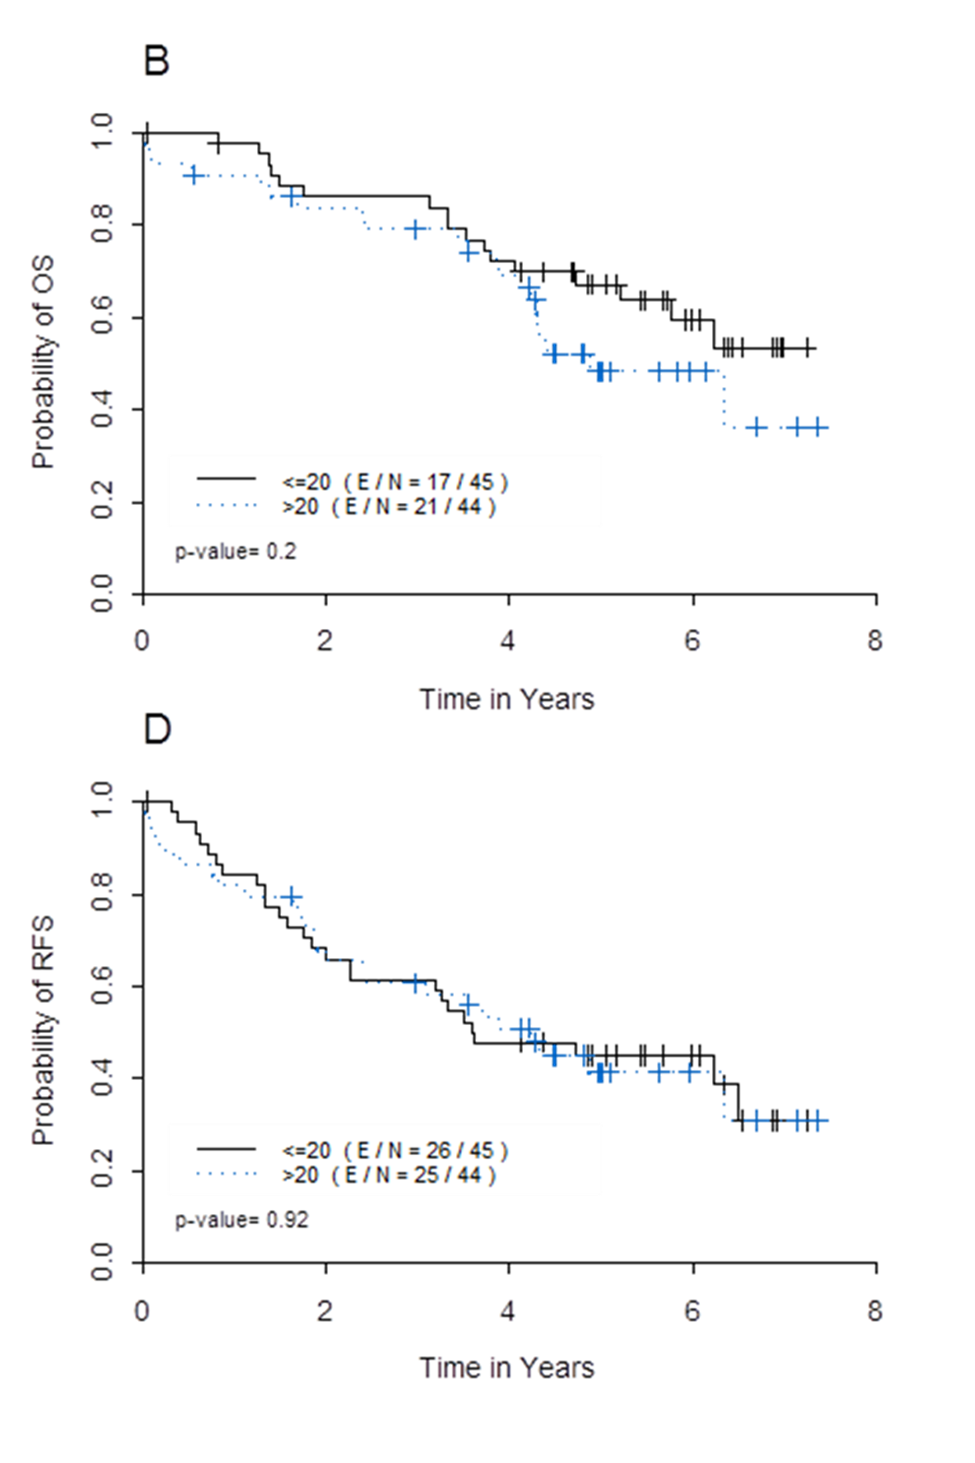 B
Probability of OS
1.0
0.8
0.6
0.4
0.2
0.0
<=20 ( E / N = 17 / 45 )
>20 ( E / N = 21 / 44 )
p-value= 0.2
0 2 4 6 8
Time in Years
D
Probability of RFS
1.0
0.8
0.6
0.4
0.2
0.0
<=20 ( E / N = 26 / 45 )
>20 ( E / N = 25 / 44 )
p-value= 0.92
0 2 4 6 8
Time in Years